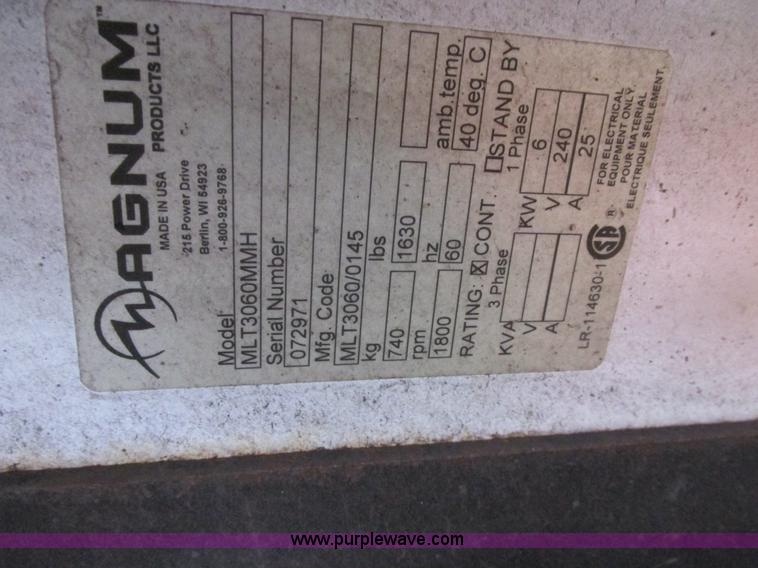 MAGNUM™
MADE IN USA PRODUCTS LLC
215 Power Drive
Berlin, WI 54923
1-800-926-9768
Model
MLT3060MMH
Serial Number
072971
Mfg. Code
MLT3060/0145
kg lbs
740 1630
rpm hz amb.temp.
1800 60 40 deg. C
RATING: ☒ CONT. ☐ STAND BY
3 Phase 1 Phase
KVA KW 6
V V 240
A A 25
LR-114630-1 SA ®
FOR ELECTRICAL
EQUIPMENT ONLY.
POUR MATERIAL
ELECTRIQUE SEULEMENT
www.purplewave.com